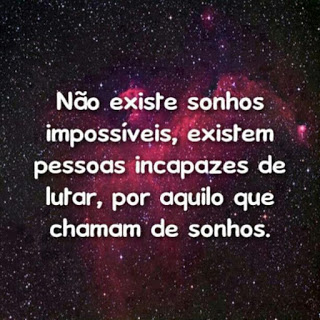 Não existe sonhos
impossíveis, existem
pessoas incapazes de
lutar, por aquilo que
chamam de sonhos.